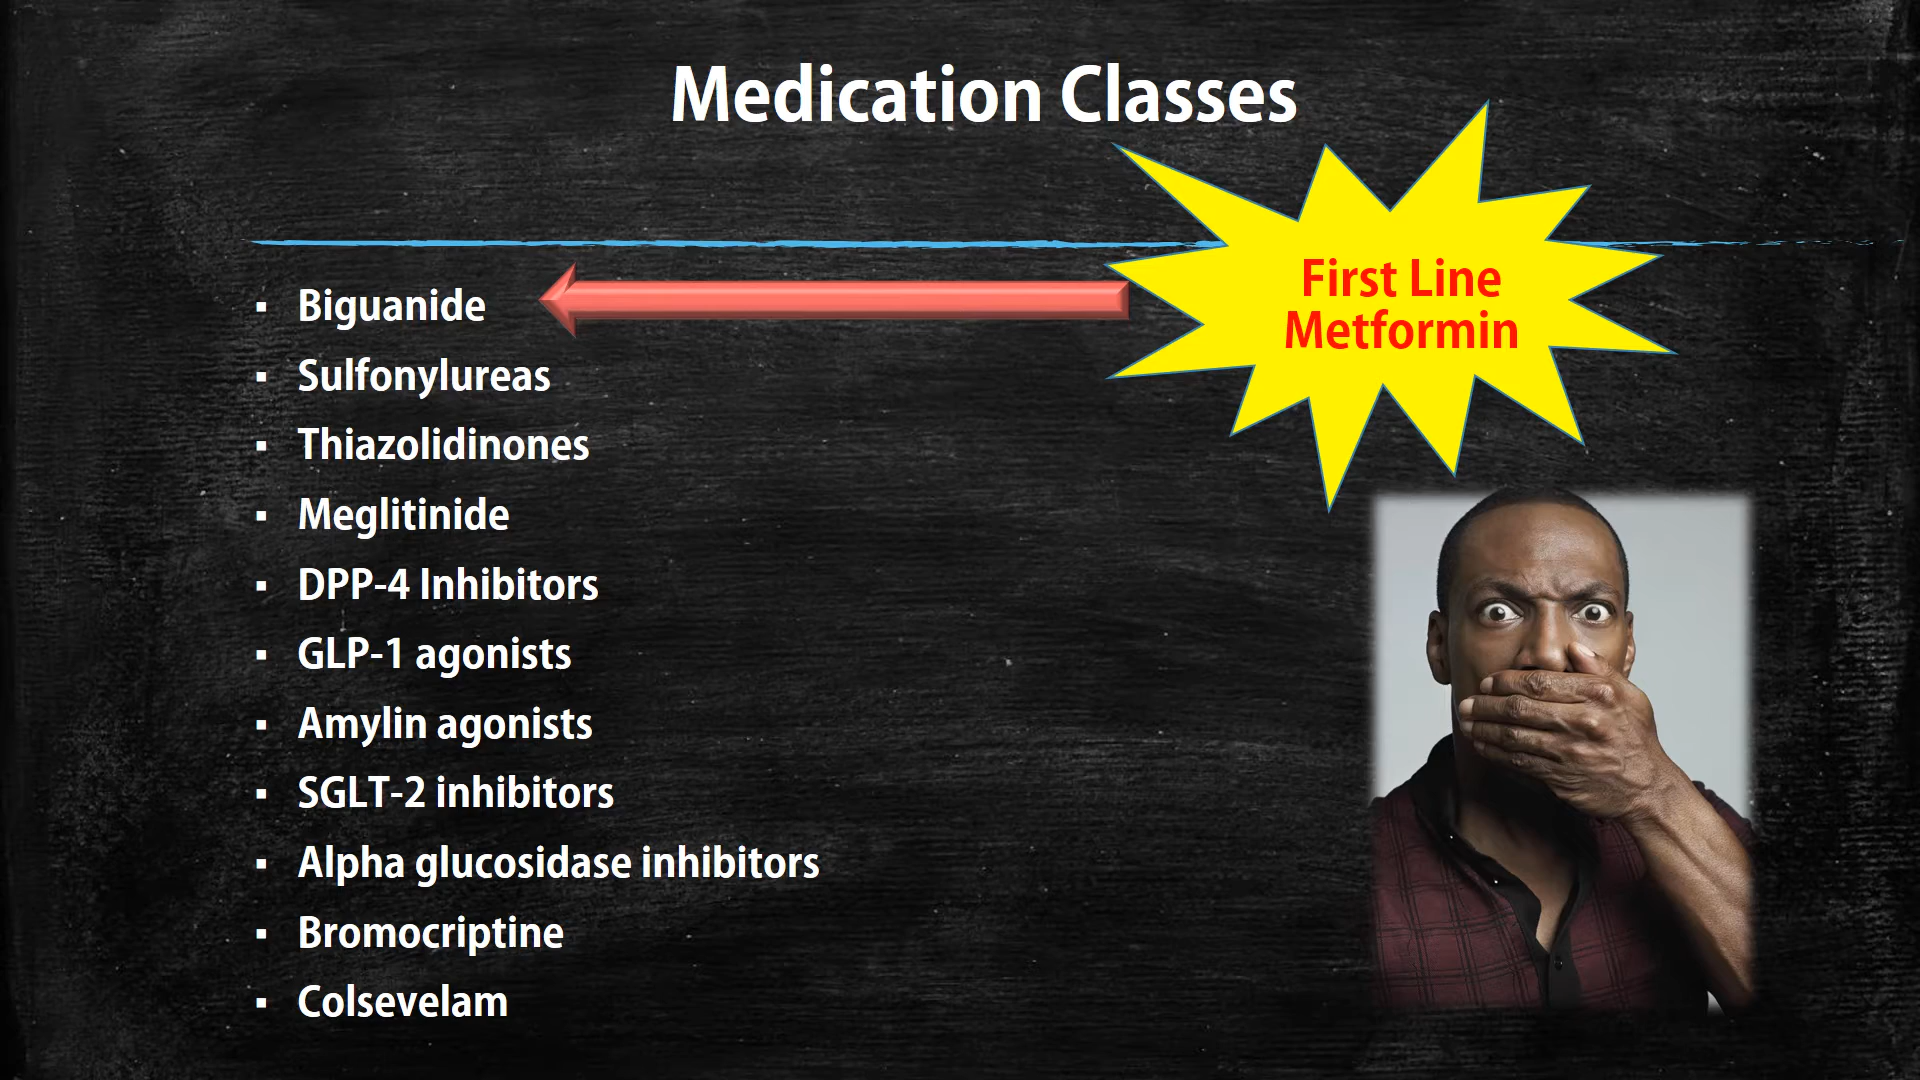 Medication Classes
First Line
Metformin
▪ Biguanide
▪ Sulfonylureas
▪ Thiazolidinones
▪ Meglitinide
▪ DPP-4 Inhibitors
▪ GLP-1 agonists
▪ Amylin agonists
▪ SGLT-2 inhibitors
▪ Alpha glucosidase inhibitors
▪ Bromocriptine
▪ Colsevelam